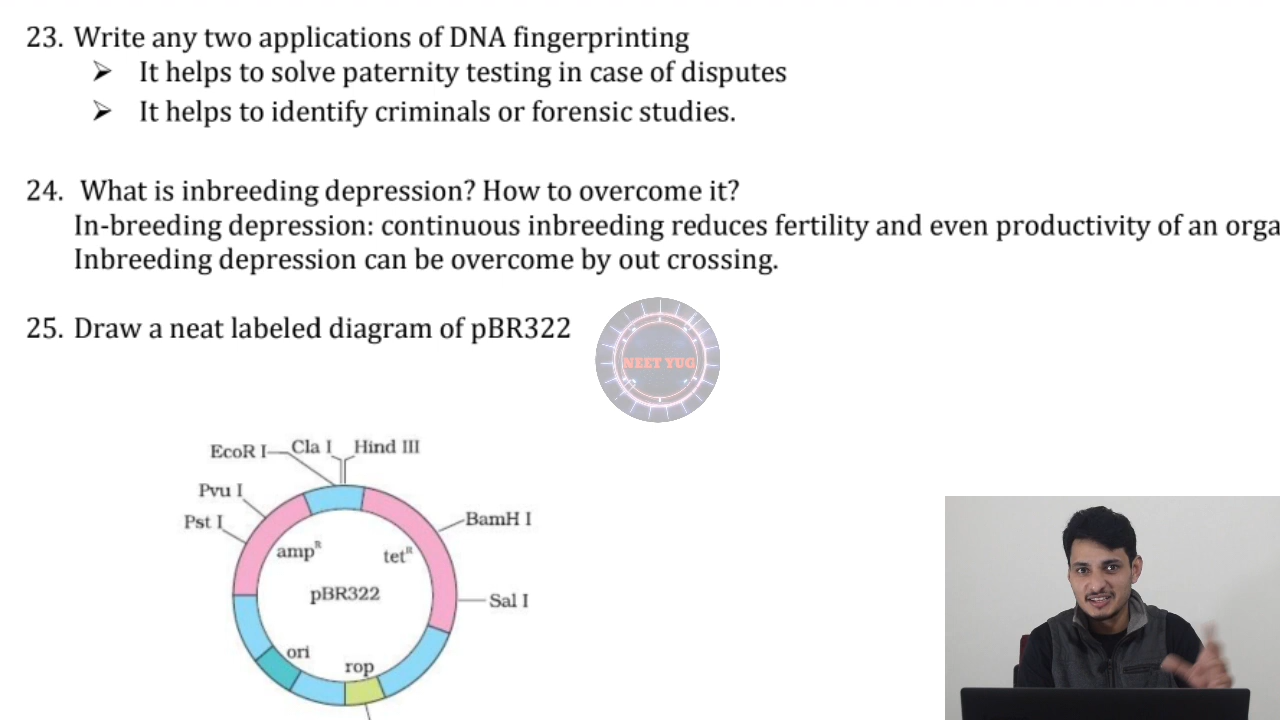 23. Write any two applications of DNA fingerprinting
➢ It helps to solve paternity testing in case of disputes
➢ It helps to identify criminals or forensic studies.
24. What is inbreeding depression? How to overcome it?
In-breeding depression: continuous inbreeding reduces fertility and even productivity of an orga
Inbreeding depression can be overcome by out crossing.
25. Draw a neat labeled diagram of pBR322
NEET YUG
EcoR I
Cla I
Hind III
Pvu I
Pst I
BamH I
amp^R
tet^R
pBR322
Sal I
ori
rop